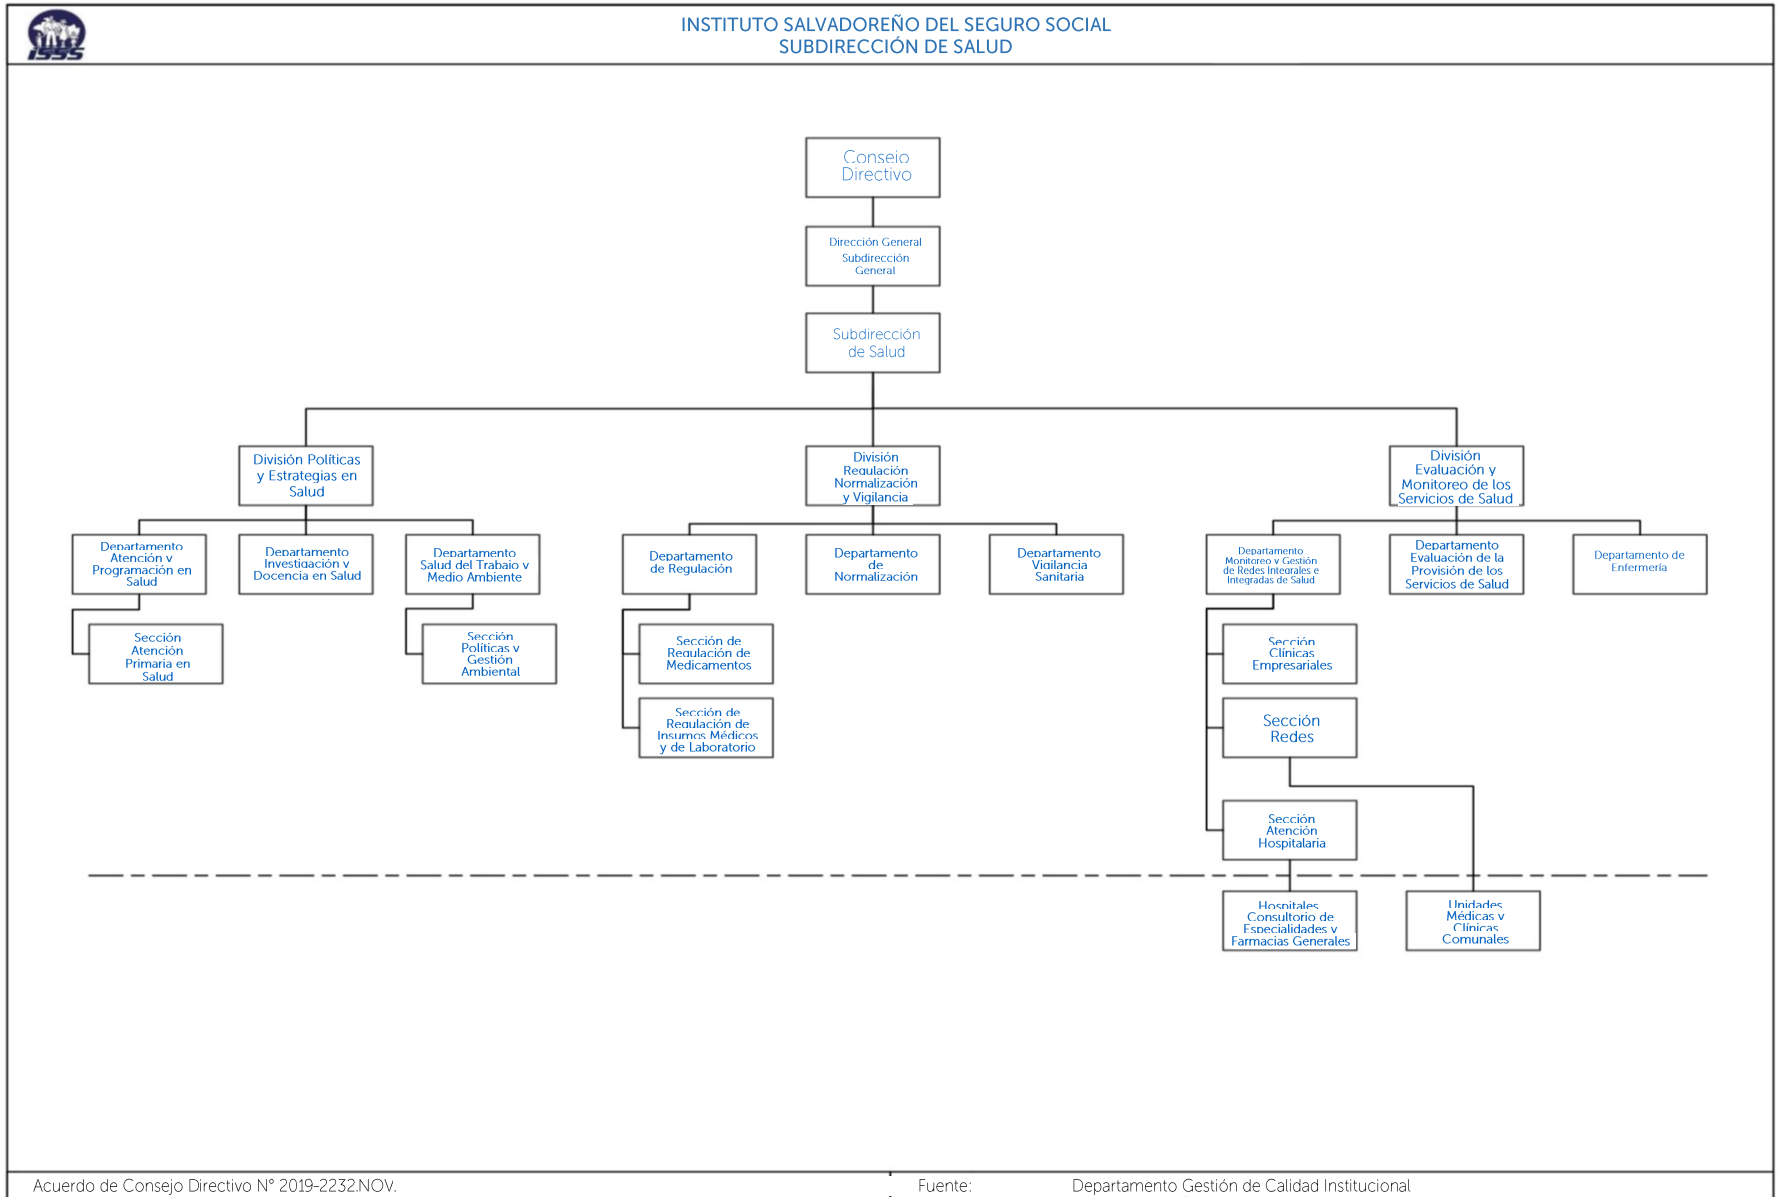 ISSS
INSTITUTO SALVADOREÑO DEL SEGURO SOCIAL
SUBDIRECCIÓN DE SALUD
Consejo
Directivo
Dirección General
Subdirección
General
Subdirección
de Salud
División Políticas
y Estrategias en
Salud
División
Regulación
Normalización
y Vigilancia
División
Evaluación y
Monitoreo de los
Servicios de Salud
Departamento
Atención y
Programación en
Salud
Departamento
Investigación y
Docencia en Salud
Departamento
Salud del Trabajo y
Medio Ambiente
Departamento
de Regulación
Departamento
de
Normalización
Departamento
Vigilancia
Sanitaria
Departamento
Monitoreo y Gestión
de Redes Integrales e
Integradas de Salud
Departamento
Evaluación de la
Provisión de los
Servicios de Salud
Departamento de
Enfermería
Sección
Atención
Primaria en
Salud
Sección
Políticas y
Gestión
Ambiental
Sección de
Regulación de
Medicamentos
Sección
Clínicas
Empresariales
Sección de
Regulación de
Insumos Médicos
y de Laboratorio
Sección
Redes
Sección
Atención
Hospitalaria
Hospitales
Consultorio de
Especialidades y
Farmacias Generales
Unidades
Médicas y
Clínicas
Comunales
Acuerdo de Consejo Directivo N° 2019-2232.NOV.
Fuente: Departamento Gestión de Calidad Institucional